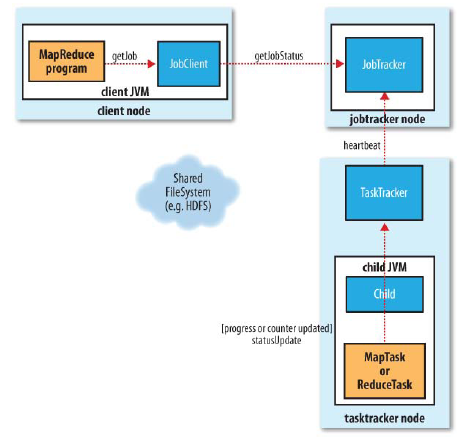 MapReduce
program
getJob
JobClient
client JVM
client node
getJobStatus
JobTracker
jobtracker node
heartbeat
Shared
FileSystem
(e.g. HDFS)
TaskTracker
child JVM
Child
[progress or counter updated]
statusUpdate
MapTask
or
ReduceTask
tasktracker node